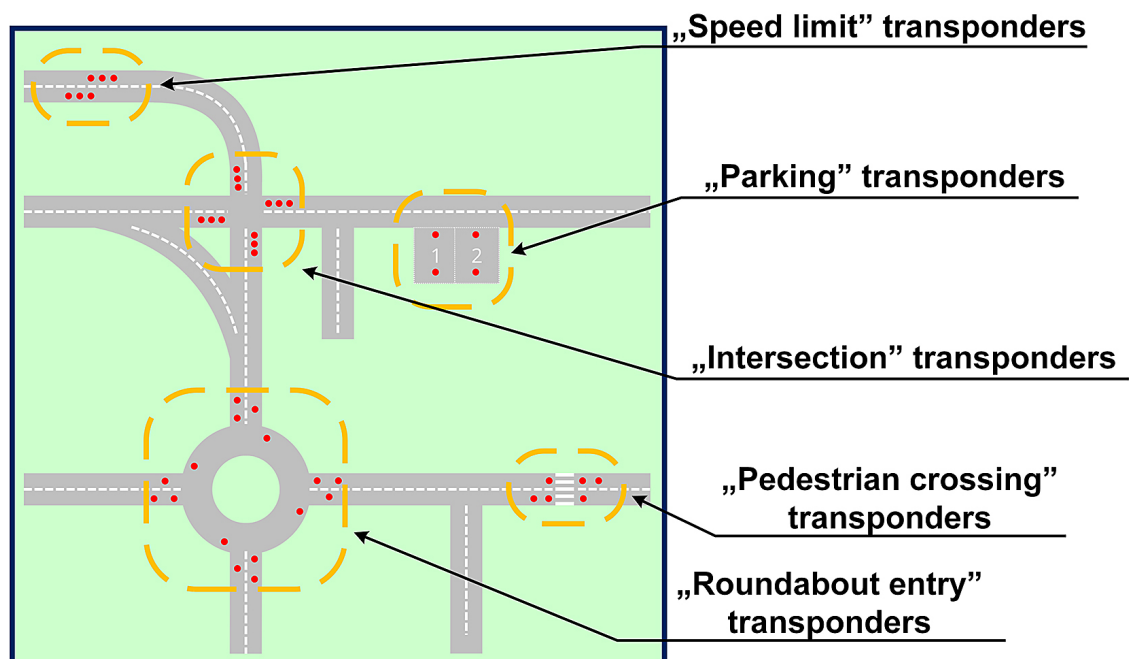 „Speed limit” transponders
„Parking” transponders
1 2
„Intersection” transponders
„Pedestrian crossing”
transponders
„Roundabout entry”
transponders